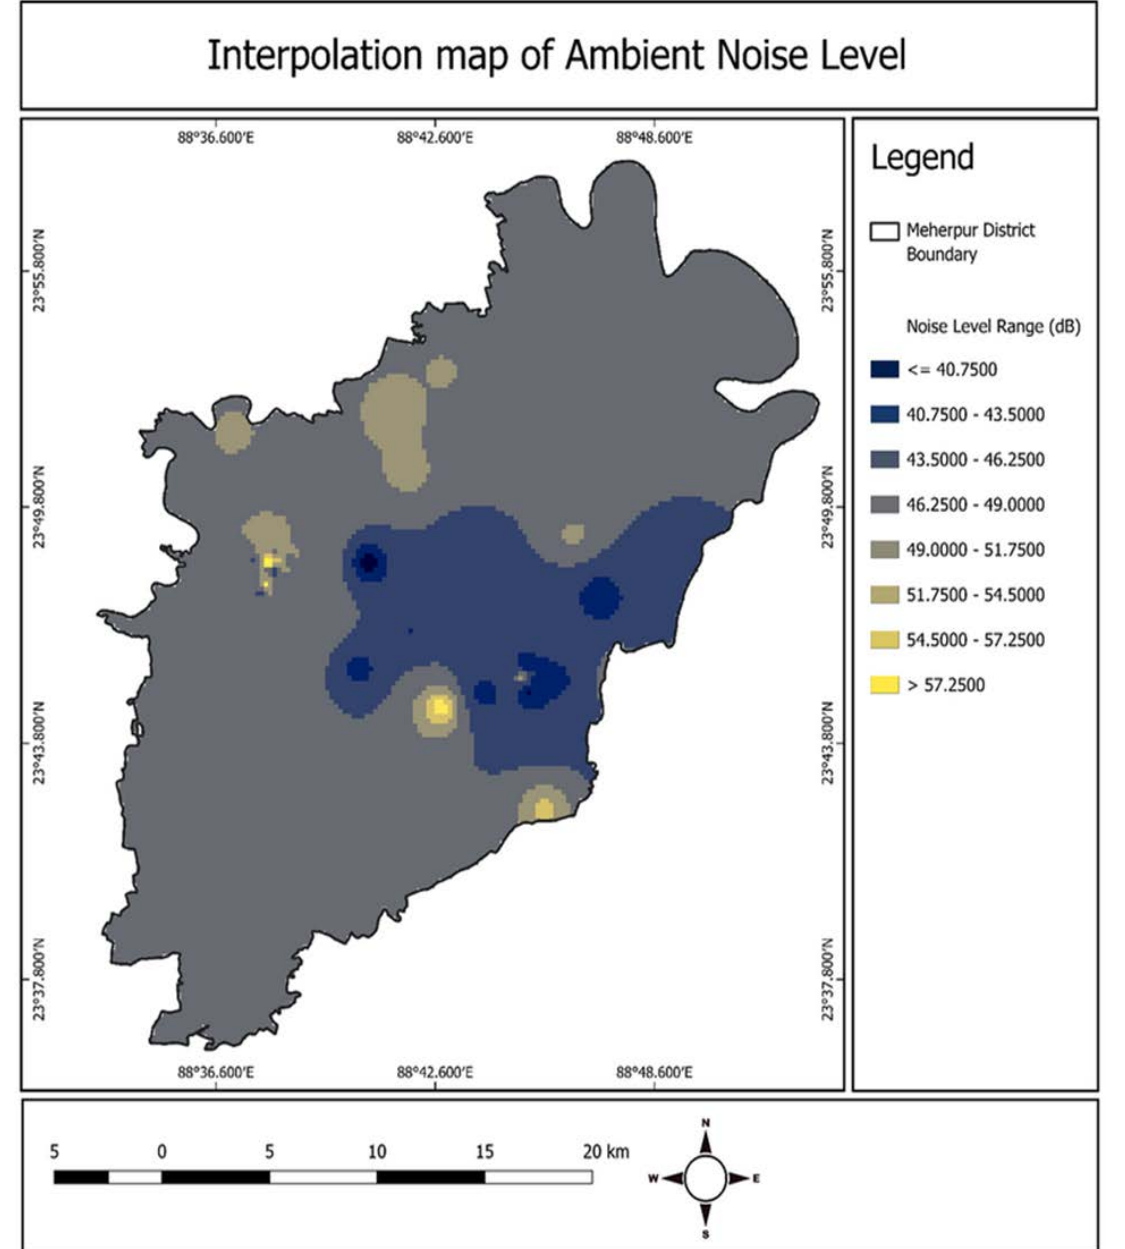 Interpolation map of Ambient Noise Level
88°36.600'E 88°42.600'E 88°48.600'E
23°55.800'N
23°49.800'N
23°43.800'N
23°37.800'N
23°55.800'N
23°49.800'N
23°43.800'N
23°37.800'N
88°36.600'E 88°42.600'E 88°48.600'E
Legend
Meherpur District
Boundary
Noise Level Range (dB)
<= 40.7500
40.7500 - 43.5000
43.5000 - 46.2500
46.2500 - 49.0000
49.0000 - 51.7500
51.7500 - 54.5000
54.5000 - 57.2500
> 57.2500
5 0 5 10 15 20 km
N
W E
S